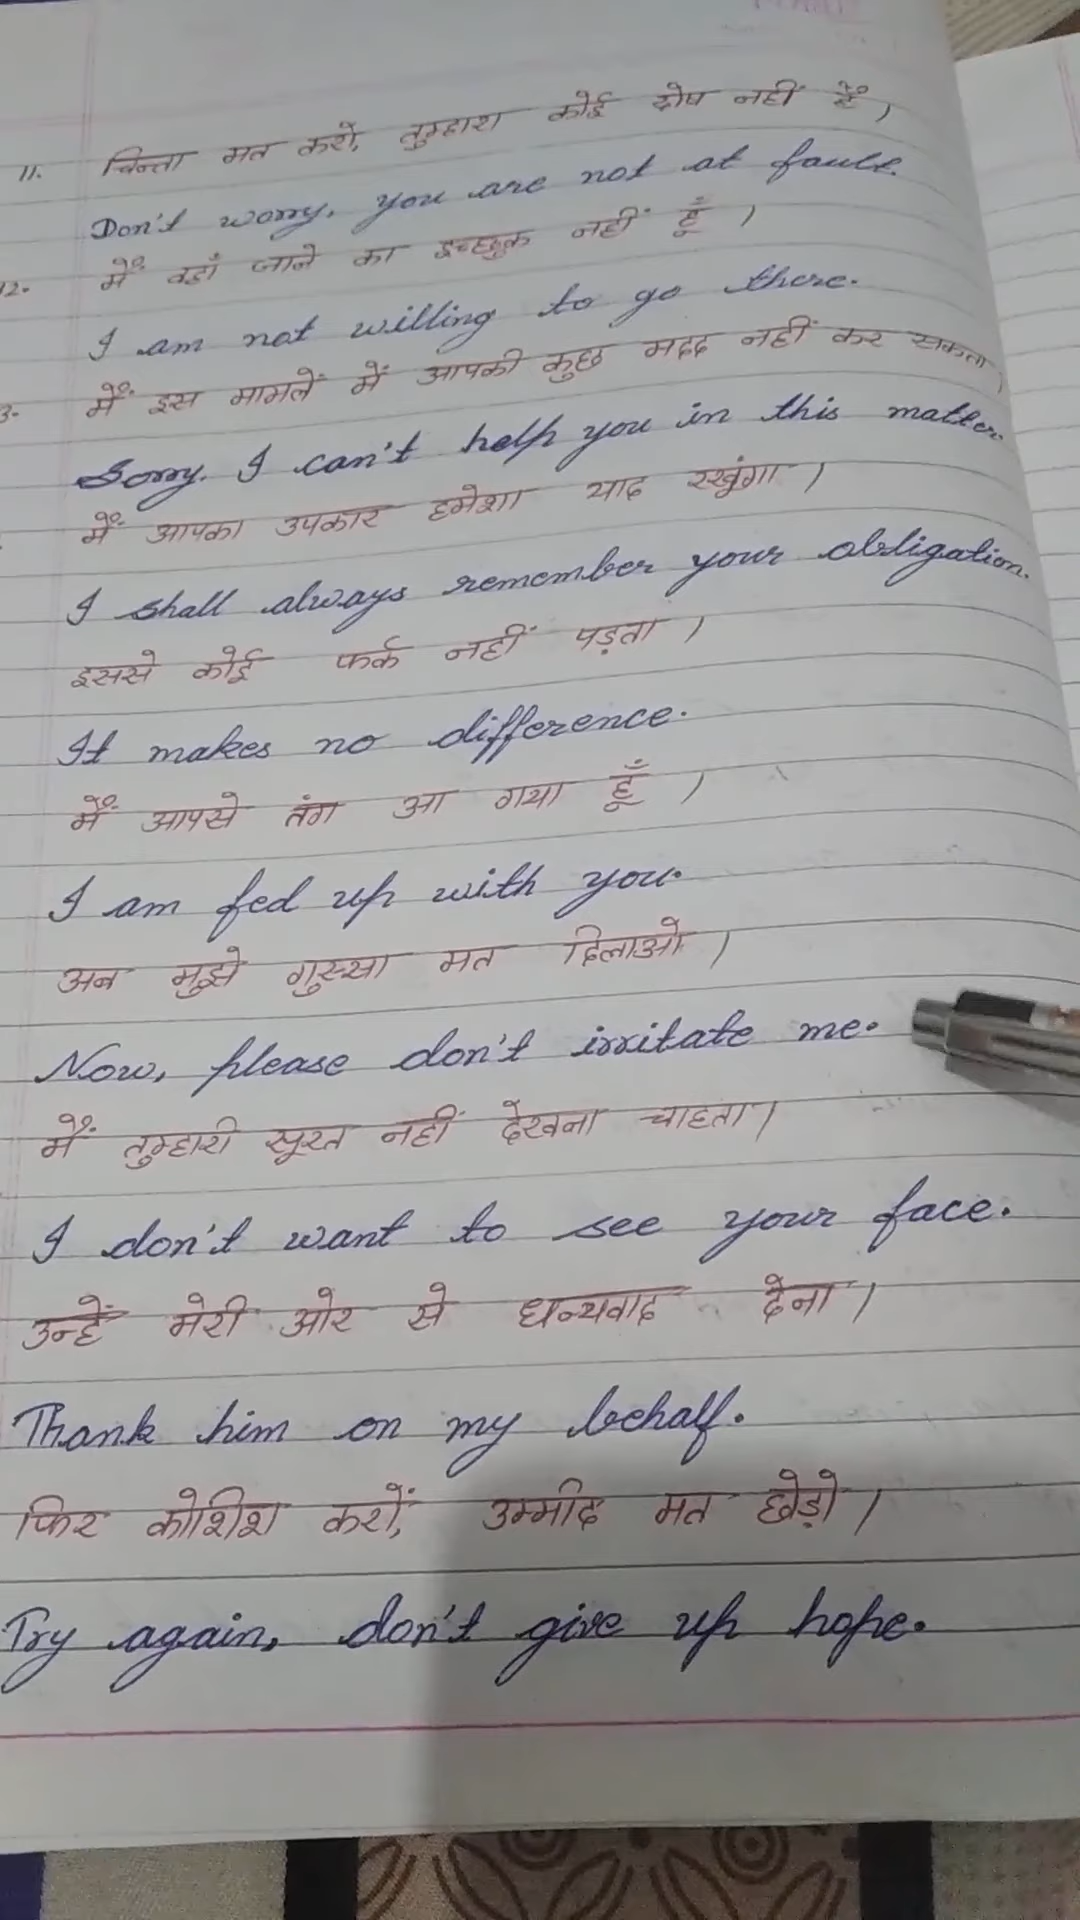 11. चिन्ता मत करो, तुम्हारा कोई दोष नहीं है ।
Don't worry, you are not at fault.
12. मैं वहाँ जाने का इच्छुक नहीं हूँ ।
I am not willing to go there.
3. मैं इस मामलें में आपकी कुछ मदद नहीं कर सकता ।
Sorry. I can't help you in this matter.
मैं आपका उपकार हमेशा याद रखूंगा ।
I shall always remember your obligation.
इससे कोई फर्क नहीं पड़ता ।
It makes no difference.
मैं आपसे तंग आ गया हूँ ।
I am fed up with you.
अब मुझे गुस्सा मत दिलाओ ।
Now, please don't irritate me.
मैं तुम्हारी सूरत नहीं देखना चाहता ।
I don't want to see your face.
उन्हें मेरी ओर से धन्यवाद देना ।
Thank him on my behalf.
फिर कोशिश करों, उम्मीद मत छोड़ो ।
Try again, don't give up hope.